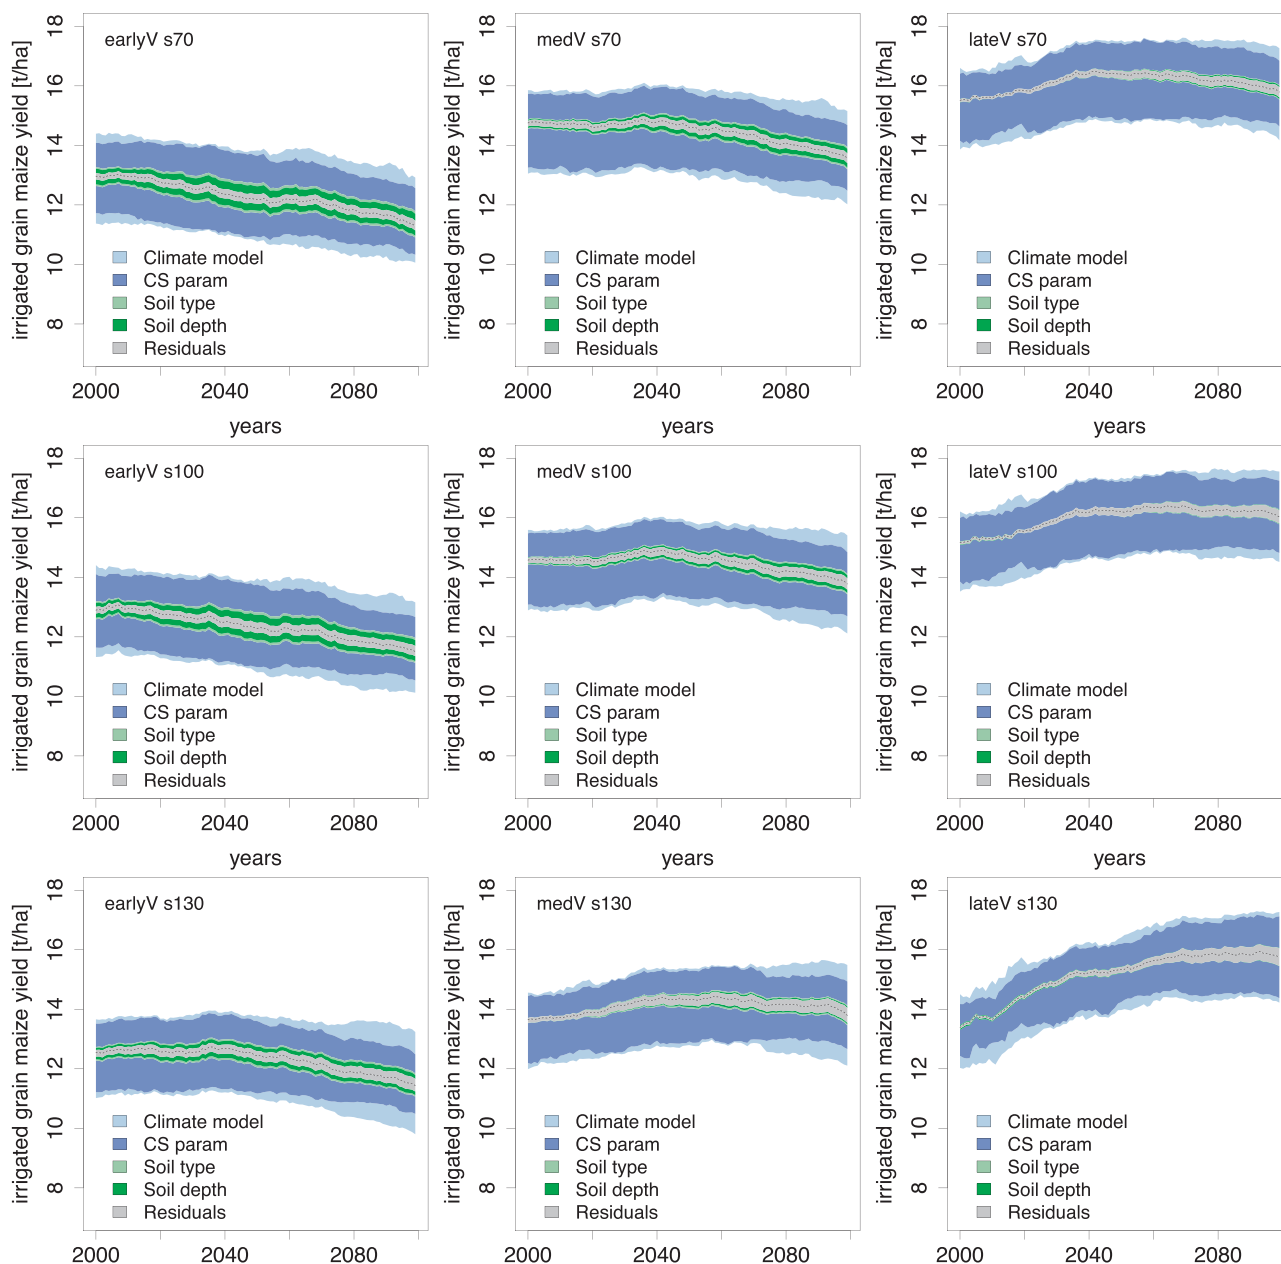 irrigated grain maize yield [t/ha]
18
16
14
12
10
8
earlyV s70
Climate model
CS param
Soil type
Soil depth
Residuals
2000
2040
2080
years
irrigated grain maize yield [t/ha]
18
16
14
12
10
8
medV s70
Climate model
CS param
Soil type
Soil depth
Residuals
2000
2040
2080
years
irrigated grain maize yield [t/ha]
18
16
14
12
10
8
lateV s70
Climate model
CS param
Soil type
Soil depth
Residuals
2000
2040
2080
years
irrigated grain maize yield [t/ha]
18
16
14
12
10
8
earlyV s100
Climate model
CS param
Soil type
Soil depth
Residuals
2000
2040
2080
years
irrigated grain maize yield [t/ha]
18
16
14
12
10
8
medV s100
Climate model
CS param
Soil type
Soil depth
Residuals
2000
2040
2080
years
irrigated grain maize yield [t/ha]
18
16
14
12
10
8
lateV s100
Climate model
CS param
Soil type
Soil depth
Residuals
2000
2040
2080
years
irrigated grain maize yield [t/ha]
18
16
14
12
10
8
earlyV s130
Climate model
CS param
Soil type
Soil depth
Residuals
2000
2040
2080
irrigated grain maize yield [t/ha]
18
16
14
12
10
8
medV s130
Climate model
CS param
Soil type
Soil depth
Residuals
2000
2040
2080
irrigated grain maize yield [t/ha]
18
16
14
12
10
8
lateV s130
Climate model
CS param
Soil type
Soil depth
Residuals
2000
2040
2080